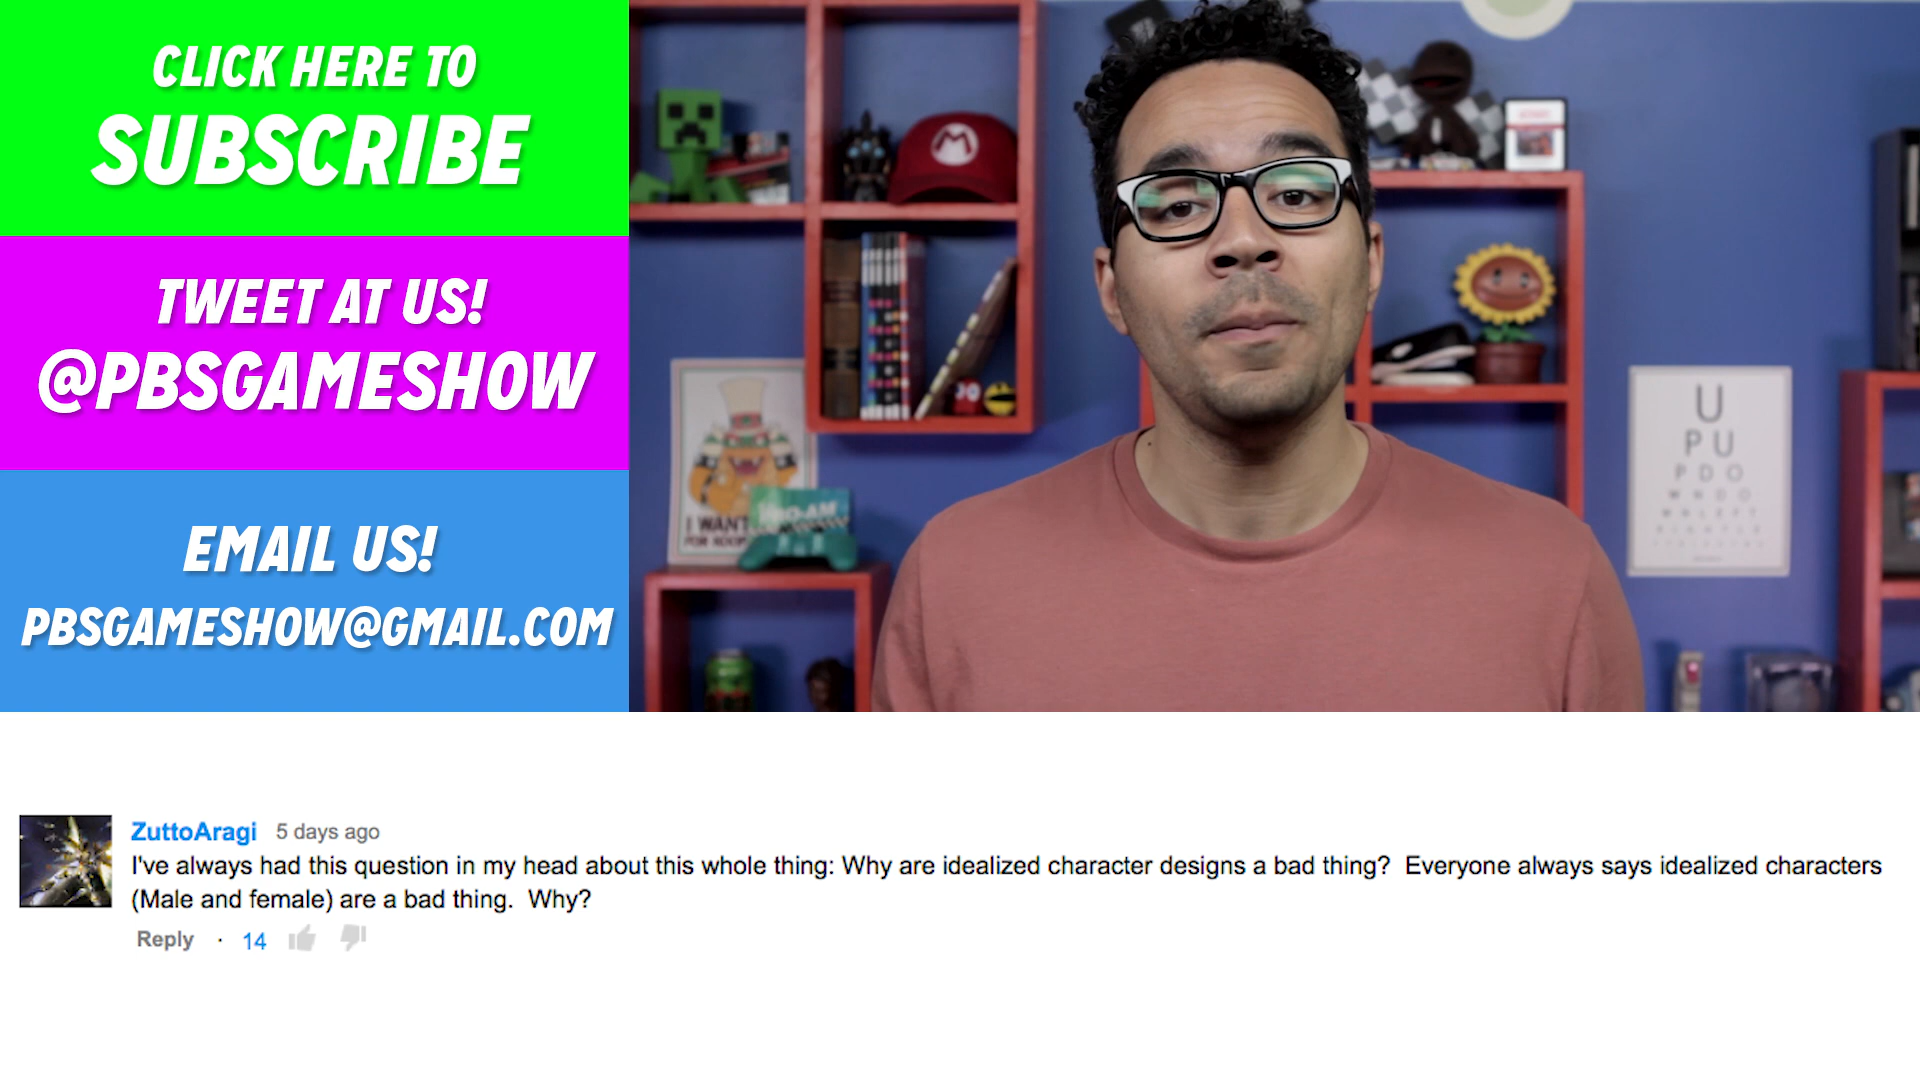 CLICK HERE TO
SUBSCRIBE
TWEET AT US!
@PBSGAMESHOW
EMAIL US!
PBSGAMESHOW@GMAIL.COM
M
I WANT
U
P U
P D O
W N D O
ZuttoAragi 5 days ago
I've always had this question in my head about this whole thing: Why are idealized character designs a bad thing?  Everyone always says idealized characters
(Male and female) are a bad thing.  Why?
Reply · 14